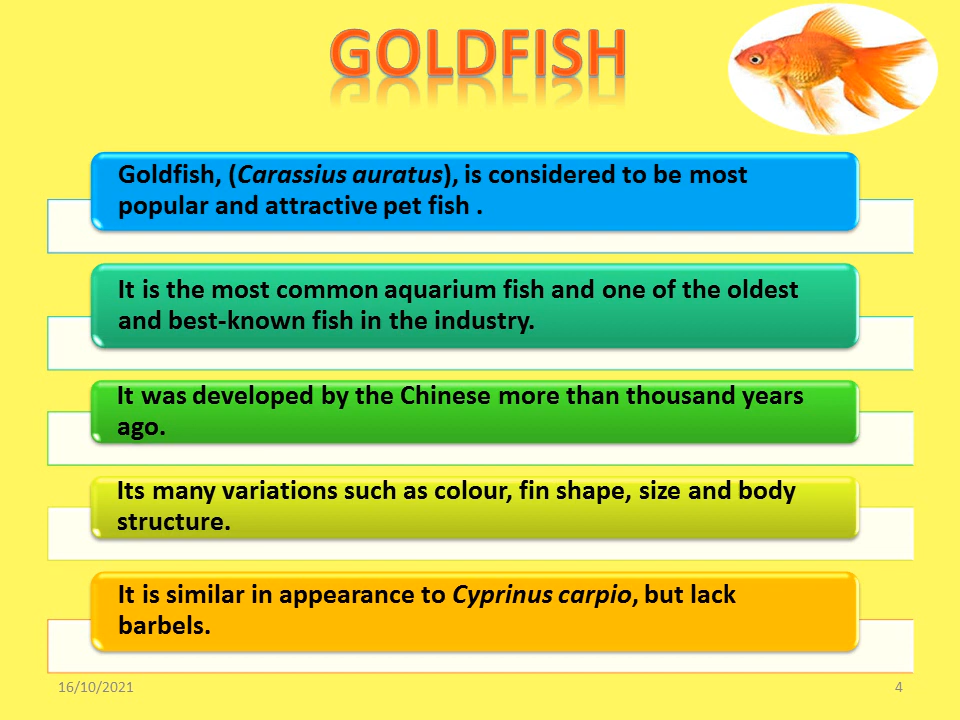 GOLDFISH
Goldfish, (Carassius auratus), is considered to be most
popular and attractive pet fish .
It is the most common aquarium fish and one of the oldest
and best-known fish in the industry.
It was developed by the Chinese more than thousand years
ago.
Its many variations such as colour, fin shape, size and body
structure.
It is similar in appearance to Cyprinus carpio, but lack
barbels.
16/10/2021
4